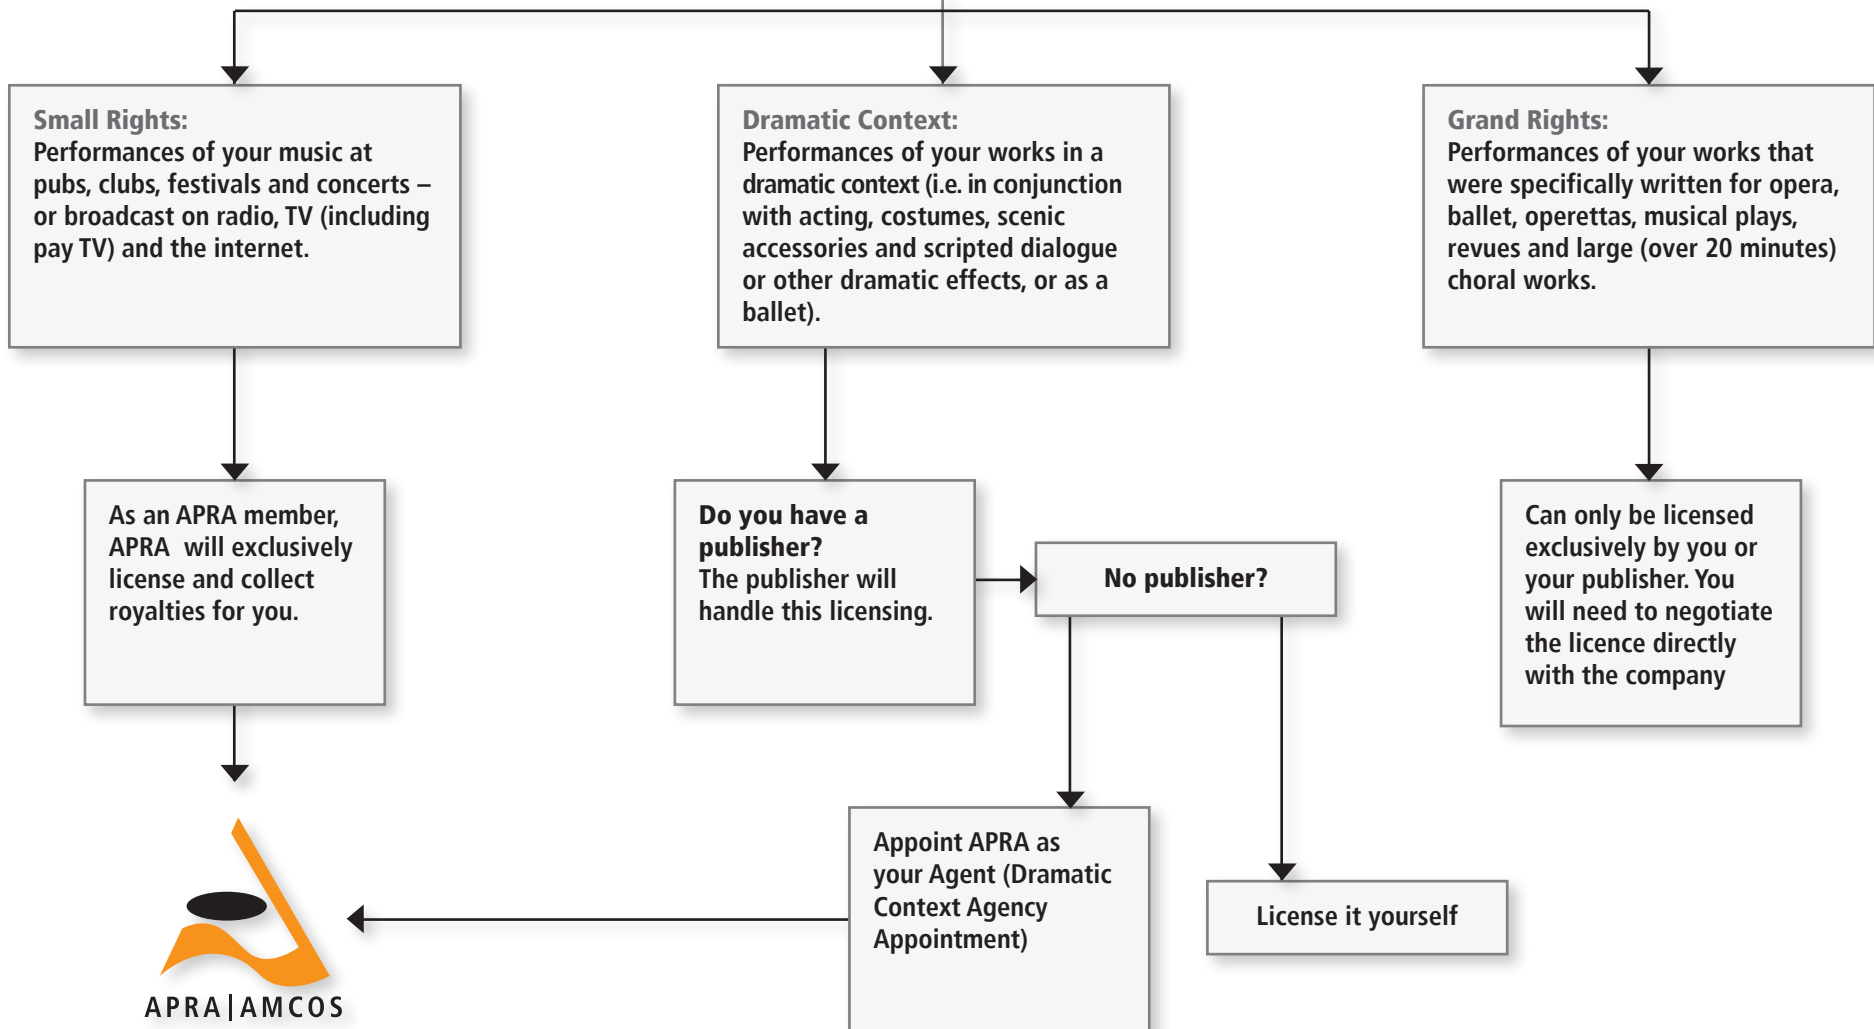 Small Rights:
Performances of your music at
pubs, clubs, festivals and concerts –
or broadcast on radio, TV (including
pay TV) and the internet.
Dramatic Context:
Performances of your works in a
dramatic context (i.e. in conjunction
with acting, costumes, scenic
accessories and scripted dialogue
or other dramatic effects, or as a
ballet).
Grand Rights:
Performances of your works that
were specifically written for opera,
ballet, operettas, musical plays,
revues and large (over 20 minutes)
choral works.
As an APRA member,
APRA will exclusively
license and collect
royalties for you.
Do you have a
publisher?
The publisher will
handle this licensing.
No publisher?
Can only be licensed
exclusively by you or
your publisher. You
will need to negotiate
the licence directly
with the company
Appoint APRA as
your Agent (Dramatic
Context Agency
Appointment)
License it yourself
APRA|AMCOS